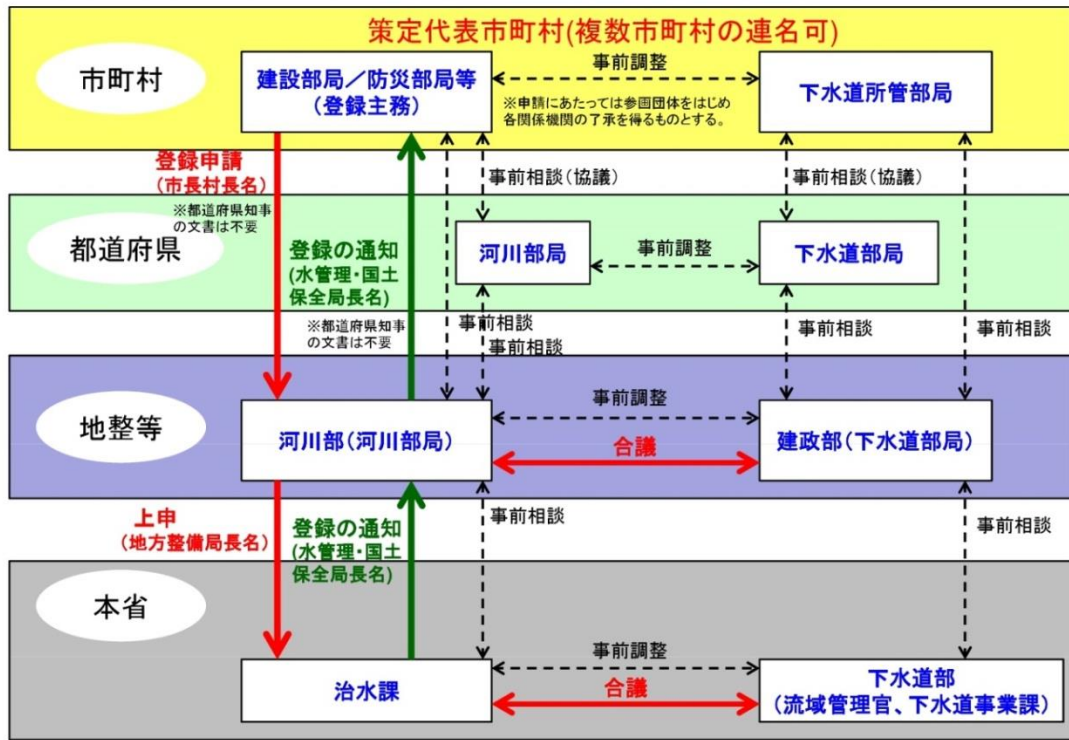 策定代表市町村(複数市町村の連名可)
市町村
建設部局／防災部局等
(登録主務)
事前調整
※申請にあたっては参画団体をはじめ
各関係機関の了承を得るものとする。
下水道所管部局
登録申請
(市長村長名)
※都道府県知事
の文書は不要
事前相談(協議)
事前相談(協議)
都道府県
登録の通知
(水管理・国土
保全局長名)
※都道府県知事
の文書は不要
河川部局
事前調整
下水道部局
事前相談
事前相談
事前相談
事前相談
地整等
河川部(河川部局)
事前調整
合議
建政部(下水道部局)
上申
(地方整備局長名)
登録の通知
(水管理・国土
保全局長名)
事前相談
事前相談
本省
治水課
事前調整
合議
下水道部
(流域管理官、下水道事業課)